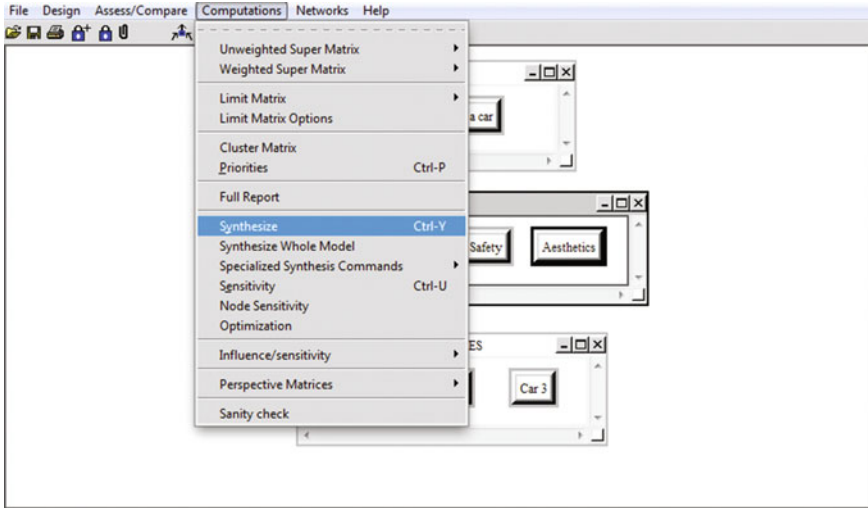 File Design Assess/Compare Computations Networks Help
Unweighted Super Matrix
Weighted Super Matrix
Limit Matrix
Limit Matrix Options
Cluster Matrix
Priorities Ctrl-P
Full Report
Synthesize Ctrl-Y
Synthesize Whole Model
Specialized Synthesis Commands
Sensitivity Ctrl-U
Node Sensitivity
Optimization
Influence/sensitivity
Perspective Matrices
Sanity check
a car
Safety Aesthetics
ES
Car 3